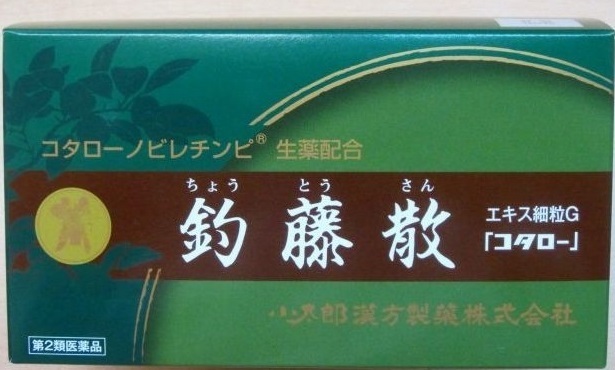 コタローノビレチンピ® 生薬配合
ちょう とう さん
釣藤散
エキス細粒G
「コタロー」
小太郎漢方製薬株式会社
第2類医薬品